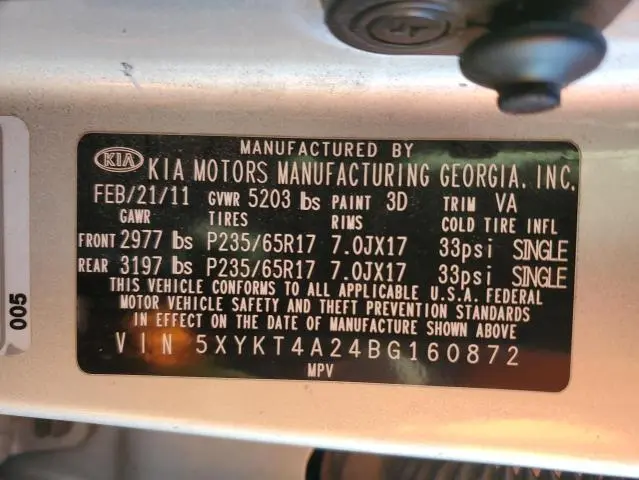 MANUFACTURED BY
KIA KIA MOTORS MANUFACTURING GEORGIA, INC.
FEB/21/11 GVWR 5203 lbs PAINT 3D TRIM VA
GAWR TIRES RIMS COLD TIRE INFL
FRONT 2977 lbs P235/65R17 7.0JX17 33psi SINGLE
REAR 3197 lbs P235/65R17 7.0JX17 33psi SINGLE
THIS VEHICLE CONFORMS TO ALL APPLICABLE U.S.A. FEDERAL
MOTOR VEHICLE SAFETY AND THEFT PREVENTION STANDARDS
IN EFFECT ON THE DATE OF MANUFACTURE SHOWN ABOVE
VIN 5XYKT4A24BG160872
MPV
005